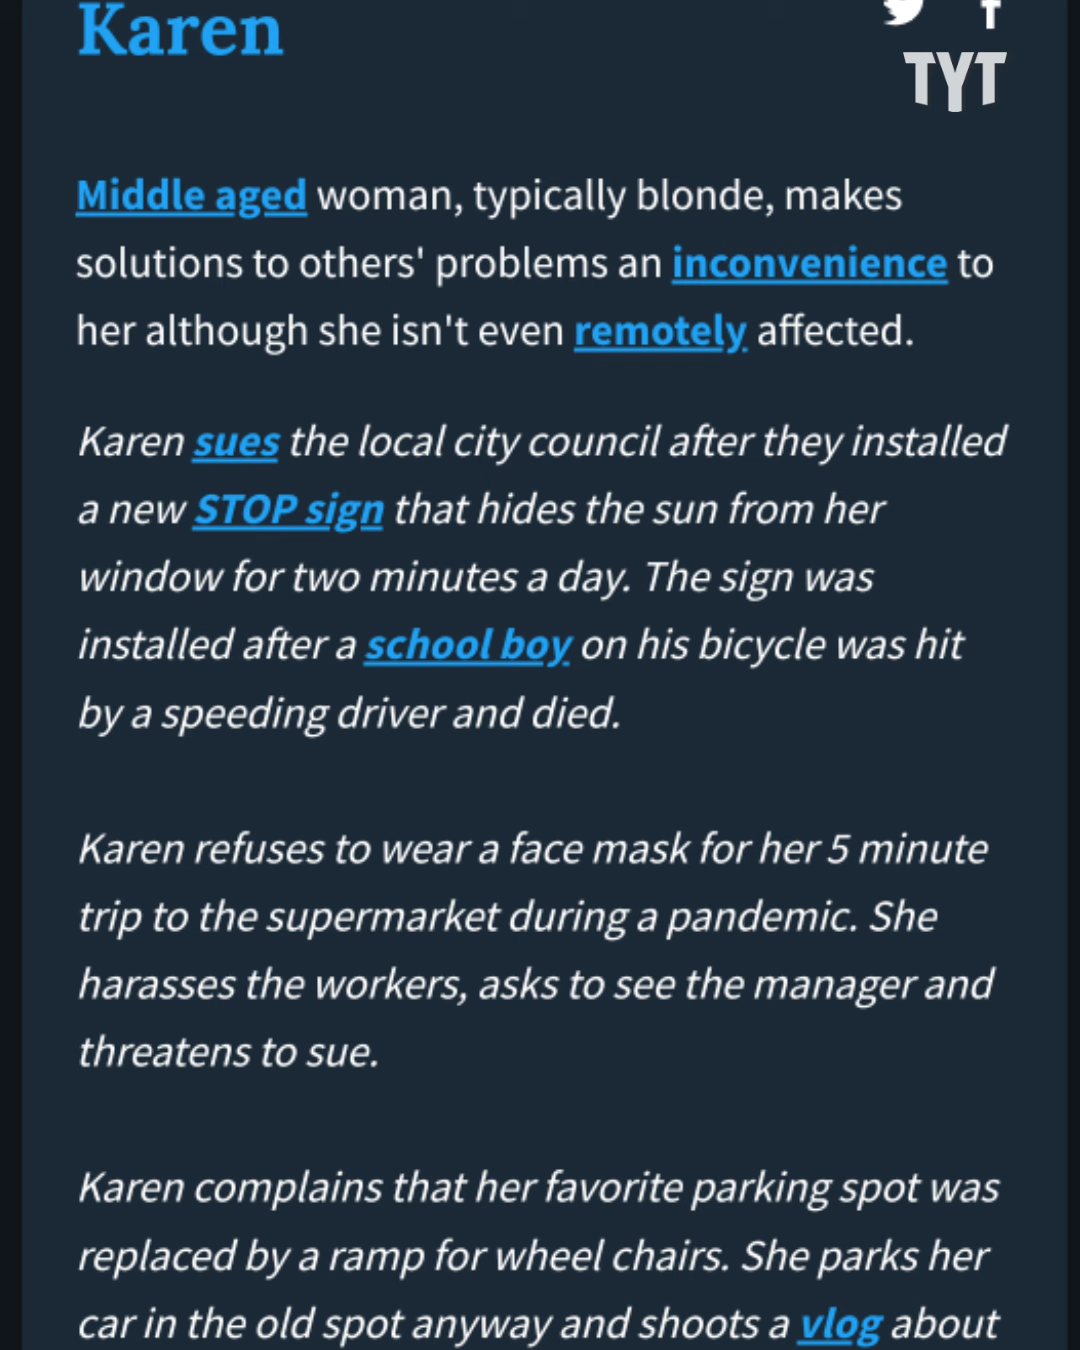 Karen
TYT
Middle aged woman, typically blonde, makes
solutions to others' problems an inconvenience to
her although she isn't even remotely affected.
Karen sues the local city council after they installed
a new STOP sign that hides the sun from her
window for two minutes a day. The sign was
installed after a school boy on his bicycle was hit
by a speeding driver and died.
Karen refuses to wear a face mask for her 5 minute
trip to the supermarket during a pandemic. She
harasses the workers, asks to see the manager and
threatens to sue.
Karen complains that her favorite parking spot was
replaced by a ramp for wheel chairs. She parks her
car in the old spot anyway and shoots a vlog about